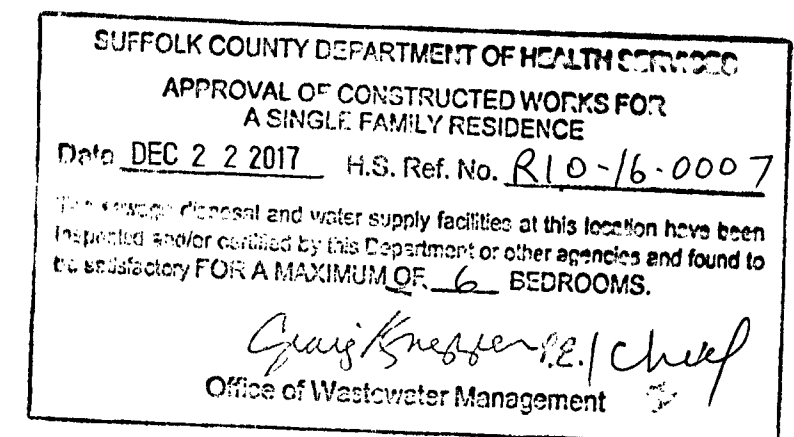 SUFFOLK COUNTY DEPARTMENT OF HEALTH SERVICES
APPROVAL OF CONSTRUCTED WORKS FOR
A SINGLE FAMILY RESIDENCE
Date DEC 22 2017 H.S. Ref. No. R10-16-0007
The sewage disposal and water supply facilities at this location have been
inspected and/or certified by this Department or other agencies and found to
be satisfactory FOR A MAXIMUM OF 6 BEDROOMS.
Craig Knepper P.E./Chief
Office of Wastewater Management